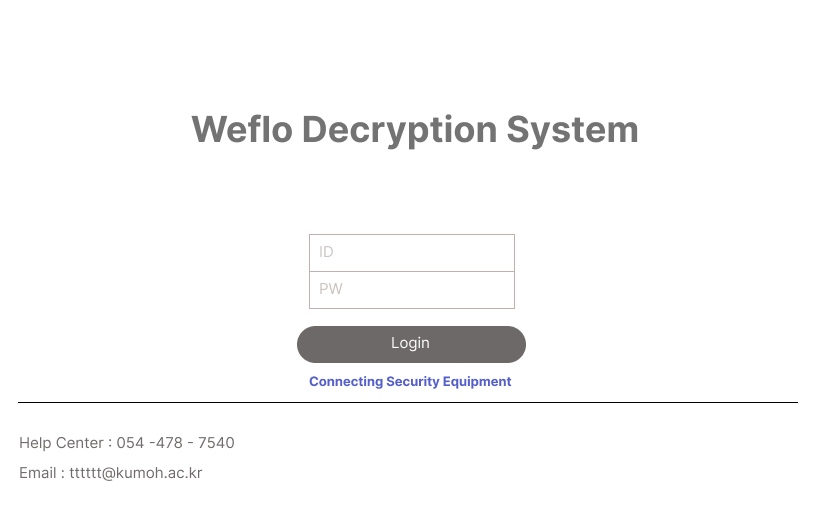 Weflo Decryption System
ID
PW
Login
Connecting Security Equipment
Help Center : 054 -478 - 7540
Email : tttttt@kumoh.ac.kr